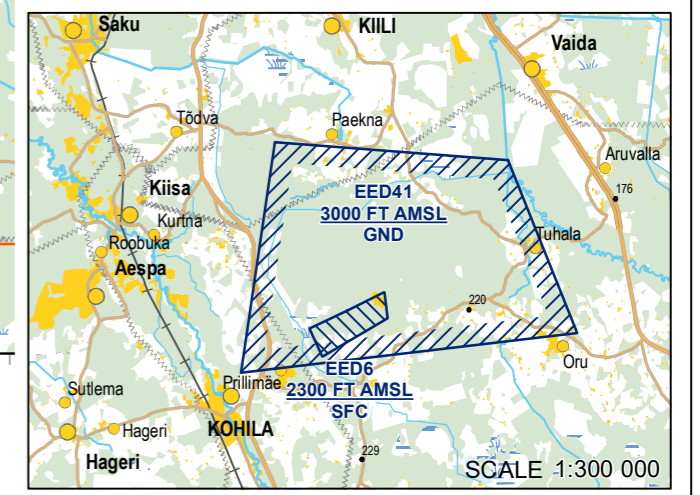 Saku
KIILI
Vaida
Tõdva
Paekna
Aruvalla
176
EED41
3000 FT AMSL
GND
Kiisa
Kurtna
Roobuka
Tuhala
Aespa
220
Oru
EED6
2300 FT AMSL
SFC
Prillimäe
Sutlema
KOHILA
Hageri
Hageri
229
SCALE 1:300 000